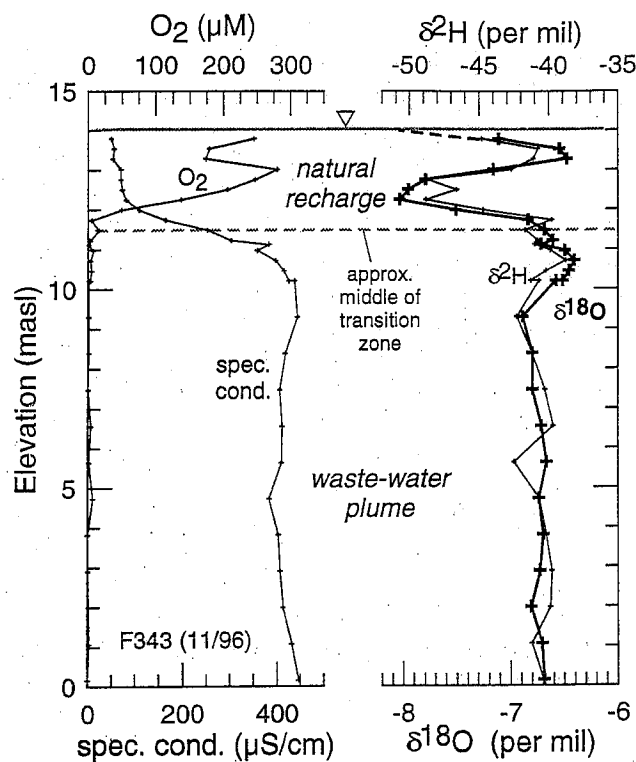 O2 (µM) δ2H (per mil)
0 100 200 300 -50 -45 -40 -35
15
O2
natural
recharge
approx.
middle of
transition
zone
δ2H
δ18O
10
Elevation (masl)
spec.
cond.
waste-water
plume
5
F343 (11/96)
0
0 200 400 -8 -7 -6
spec. cond. (µS/cm) δ18O (per mil)